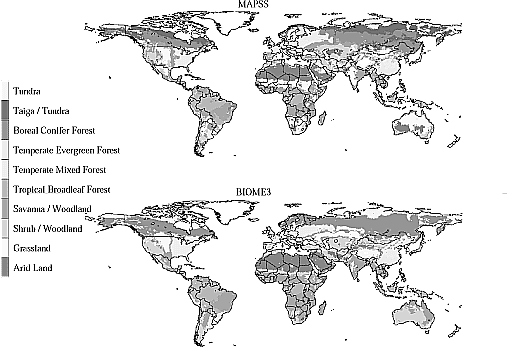 MAPSS
Tundra
Taiga / Tundra
Boreal Conifer Forest
Temperate Evergreen Forest
Temperate Mixed Forest
Tropical Broadleaf Forest
Savanna / Woodland
Shrub / Woodland
Grassland
Arid Land
BIOME3